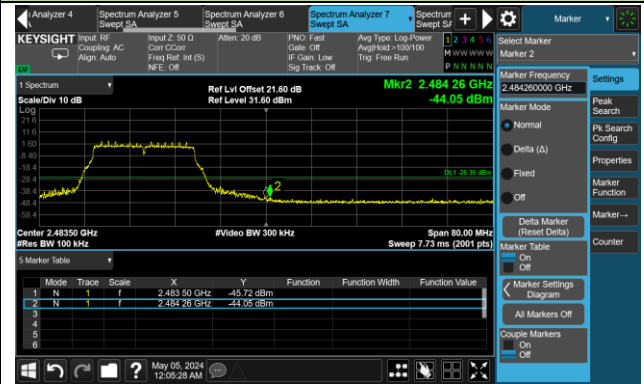 Analyzer 4
Spectrum Analyzer 5
Swept SA
Spectrum Analyzer 6
Swept SA
Spectrum Analyzer 7
Swept SA
Spectrum
Swept SA
Marker
KEYSIGHT
Input: RF
Coupling: AC
Align: Auto
Input Z: 50 Ω
Corr CCorr
Freq Ref: Int (S)
NFE: Off
Atten: 20 dB
PNO: Fast
Gate: Off
IF Gain: Low
Sig Track: Off
Avg Type: Log-Power
Avg|Hold >100/100
Trig: Free Run
1 2 3 4 5 6
M W W W W W
P N N N N N
Select Marker
Marker 2
1 Spectrum
Scale/Div 10 dB
Log
Ref Lvl Offset 21.60 dB
Ref Level 31.60 dBm
Mkr2 2.484 26 GHz
-44.05 dBm
21.6
11.6
1.60
-8.40
-18.4
-28.4
-38.4
-48.4
-58.4
DL1 -26.36 dBm
2
Center 2.48350 GHz
#Res BW 100 kHz
#Video BW 300 kHz
Span 80.00 MHz
Sweep 7.73 ms (2001 pts)
5 Marker Table
Mode Trace Scale X Y Function Function Width Function Value
1 N 1 f 2.483 50 GHz -45.72 dBm
2 N 1 f 2.484 26 GHz -44.05 dBm
3
4
5
6
Marker Frequency
2.484260000 GHz
Marker Mode
Normal
Delta (Δ)
Fixed
Off
Delta Marker
(Reset Delta)
Marker Table
On
Off
Marker Settings
Diagram
All Markers Off
Couple Markers
On
Off
Settings
Peak
Search
Pk Search
Config
Properties
Marker
Function
Marker→
Counter
May 05, 2024
12:05:28 AM